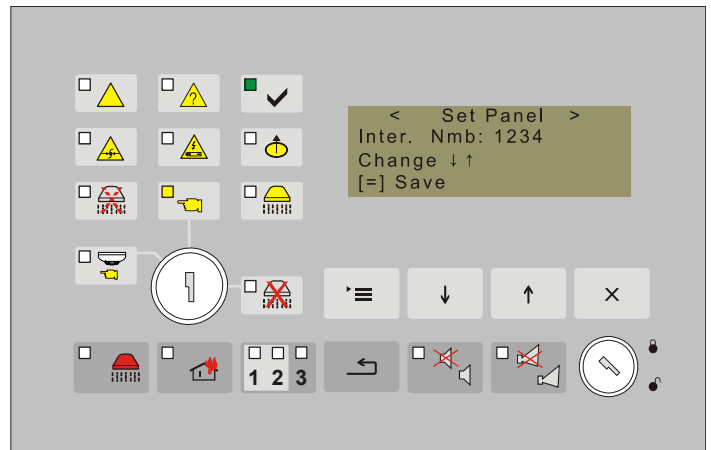 ?
< Set Panel >
Inter. Nmb: 1234
Change ↓↑
[=] Save
1 2 3